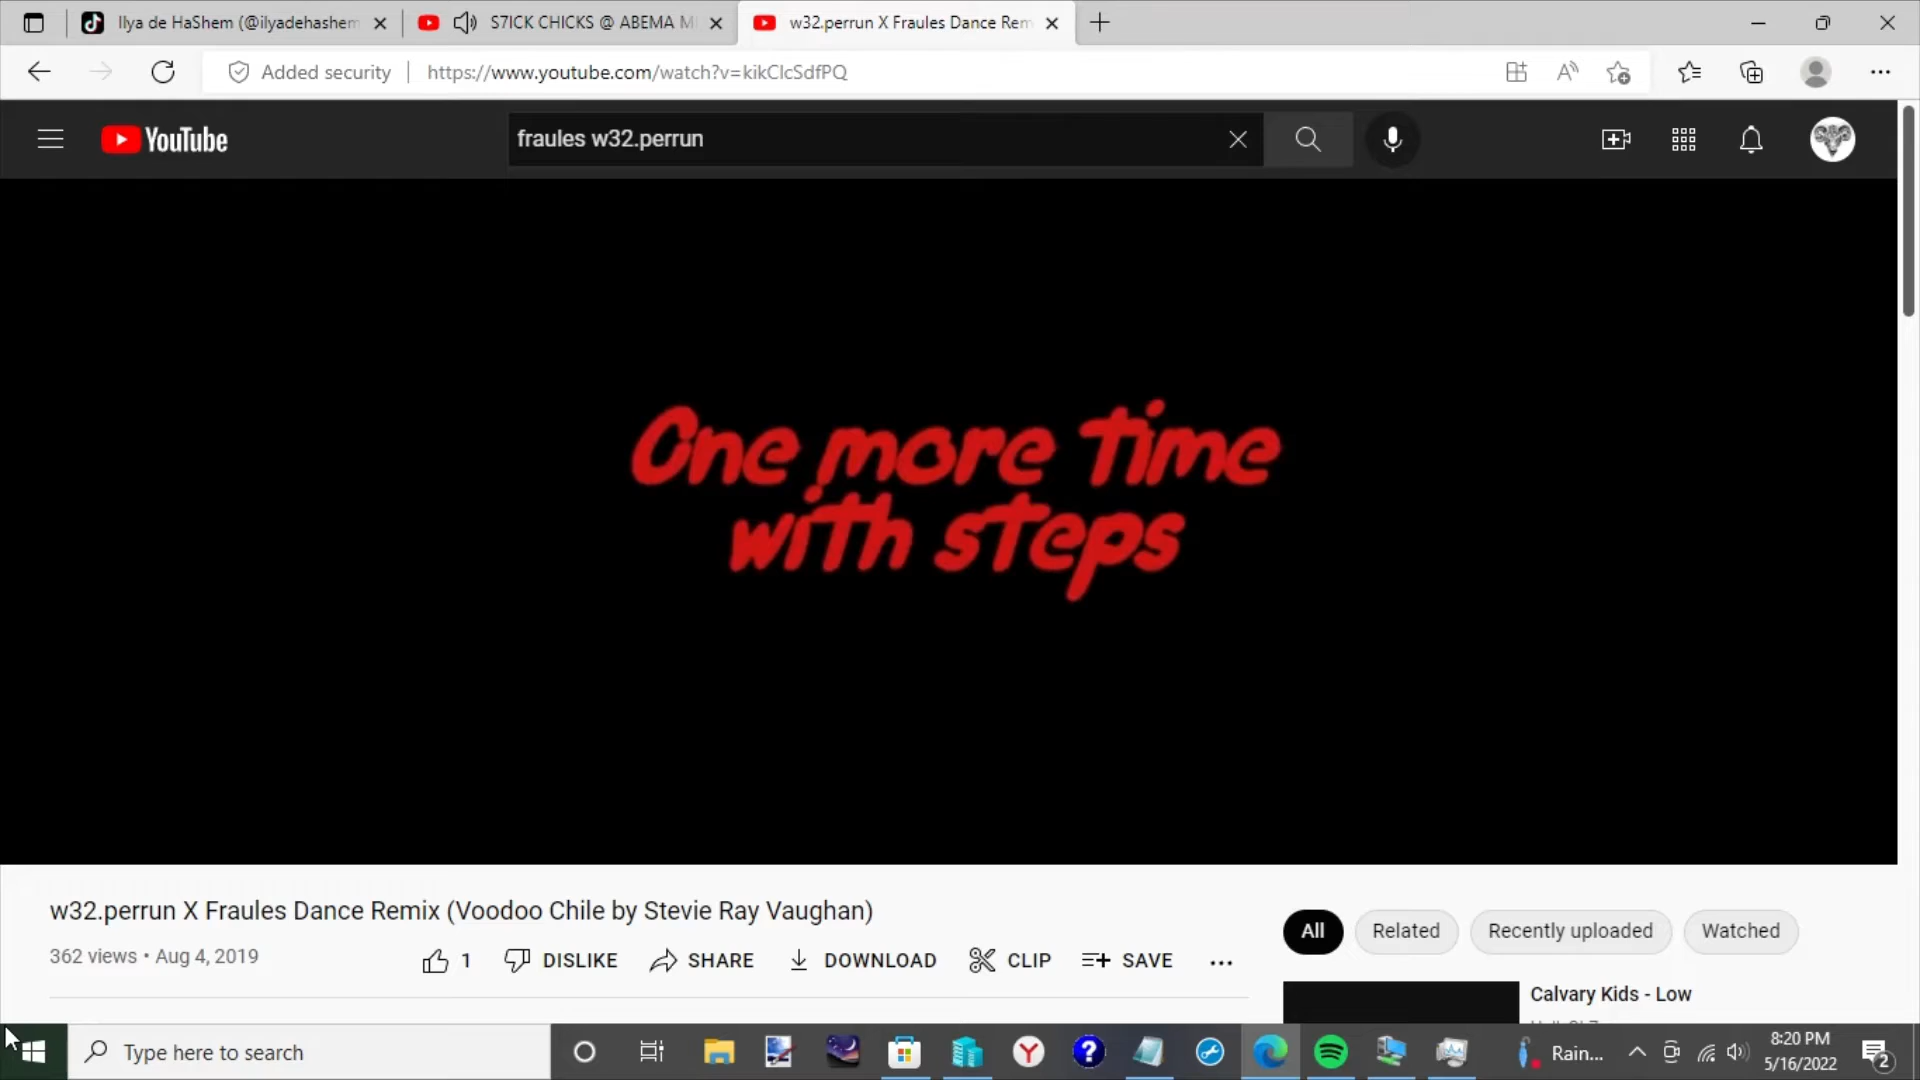 Ilya de HaShem (@ilyadehashem
S7ICK CHICKS @ ABEMA M
w32.perrun X Fraules Dance Rem
Added security
https://www.youtube.com/watch?v=kikClcSdfPQ
YouTube
fraules w32.perrun
One more time
with steps
w32.perrun X Fraules Dance Remix (Voodoo Chile by Stevie Ray Vaughan)
362 views • Aug 4, 2019
1
DISLIKE
SHARE
DOWNLOAD
CLIP
SAVE
All
Related
Recently uploaded
Watched
Calvary Kids - Low
Type here to search
Rain...
8:20 PM
5/16/2022
2